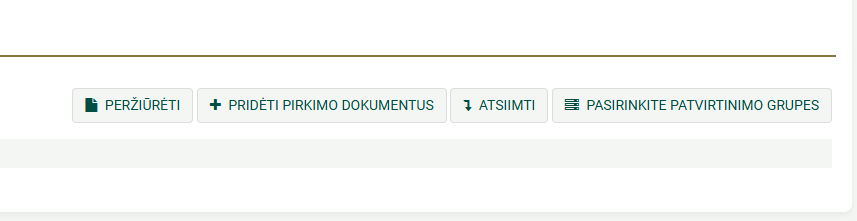 PERŽIŪRĖTI PRIDĖTI PIRKIMO DOKUMENTUS ATSIIMTI PASIRINKITE PATVIRTINIMO GRUPES